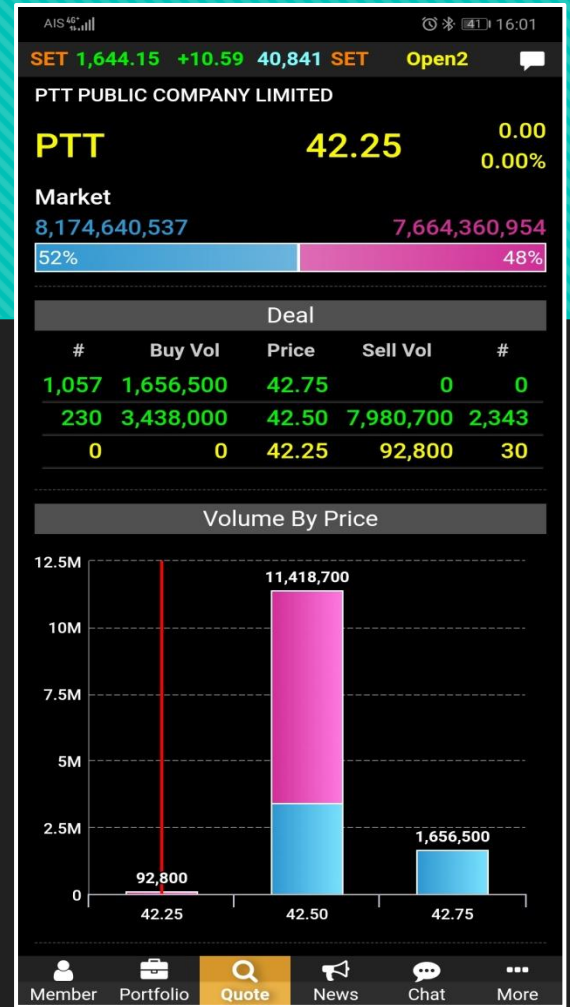 AIS 46+ 4G 16:01
SET 1,644.15 +10.59 40,841 SET Open2
PTT PUBLIC COMPANY LIMITED
PTT 42.25 0.00
0.00%
Market
8,174,640,537 7,664,360,954
52% 48%
Deal
# Buy Vol Price Sell Vol #
1,057 1,656,500 42.75 0 0
230 3,438,000 42.50 7,980,700 2,343
0 0 42.25 92,800 30
Volume By Price
12.5M
11,418,700
10M
7.5M
5M
2.5M
1,656,500
92,800
0
42.25 42.50 42.75
Member Portfolio Quote News Chat More